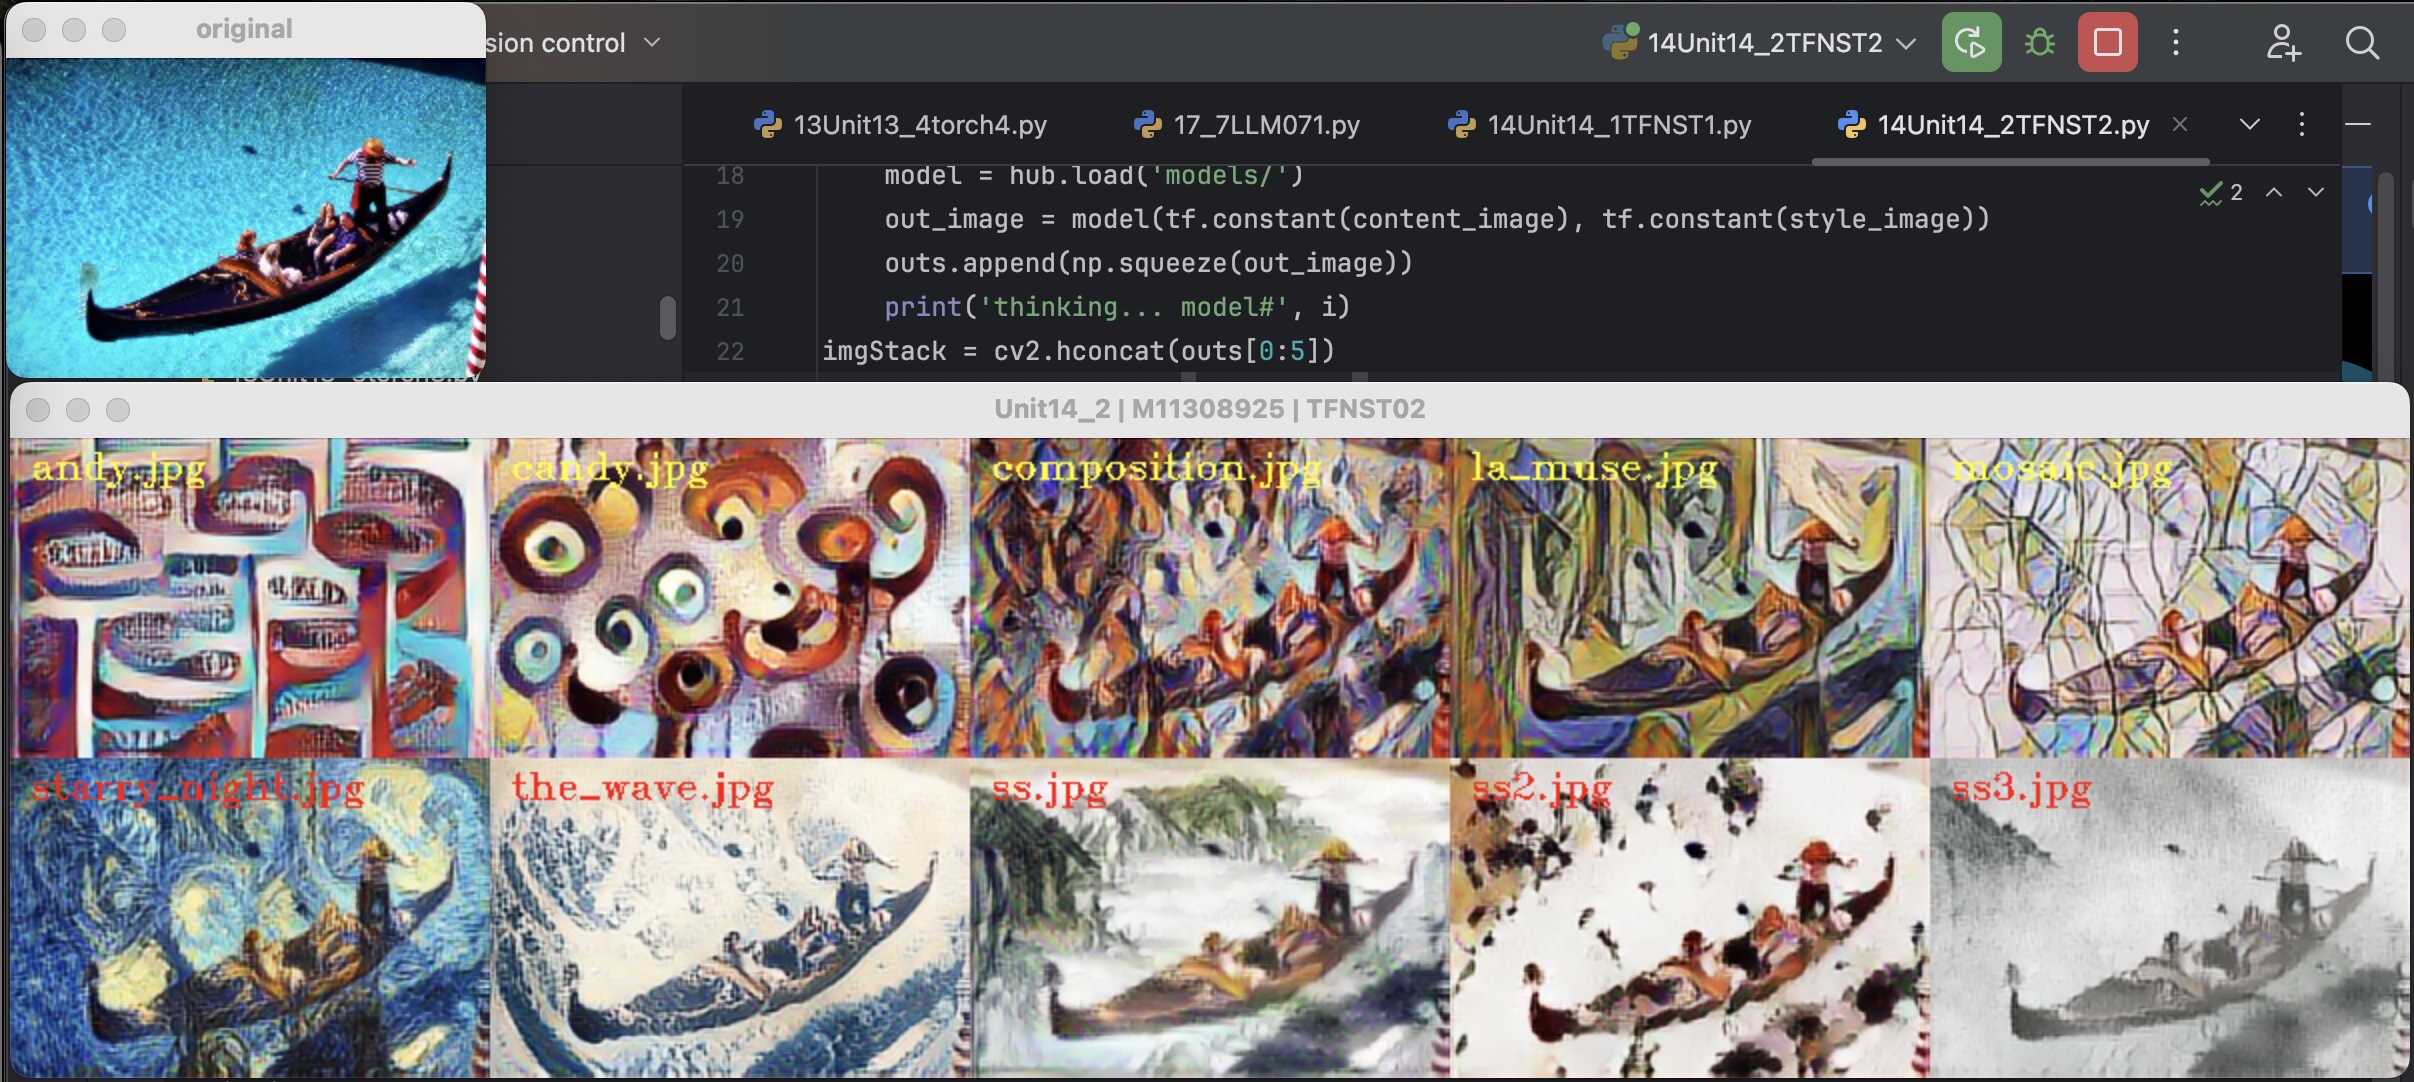 original
sion control
14Unit14_2TFNST2
13Unit13_4torch4.py
17_7LLM071.py
14Unit14_1TFNST1.py
14Unit14_2TFNST2.py
18 model = hub.load('models/')
2
19 out_image = model(tf.constant(content_image), tf.constant(style_image))
20 outs.append(np.squeeze(out_image))
21 print('thinking... model#', i)
22 imgStack = cv2.hconcat(outs[0:5])
Unit14_2 | M11308925 | TFNST02
andy.jpg
candy.jpg
composition.jpg
la_muse.jpg
mosaic.jpg
starry_night.jpg
the_wave.jpg
ss.jpg
ss2.jpg
ss3.jpg